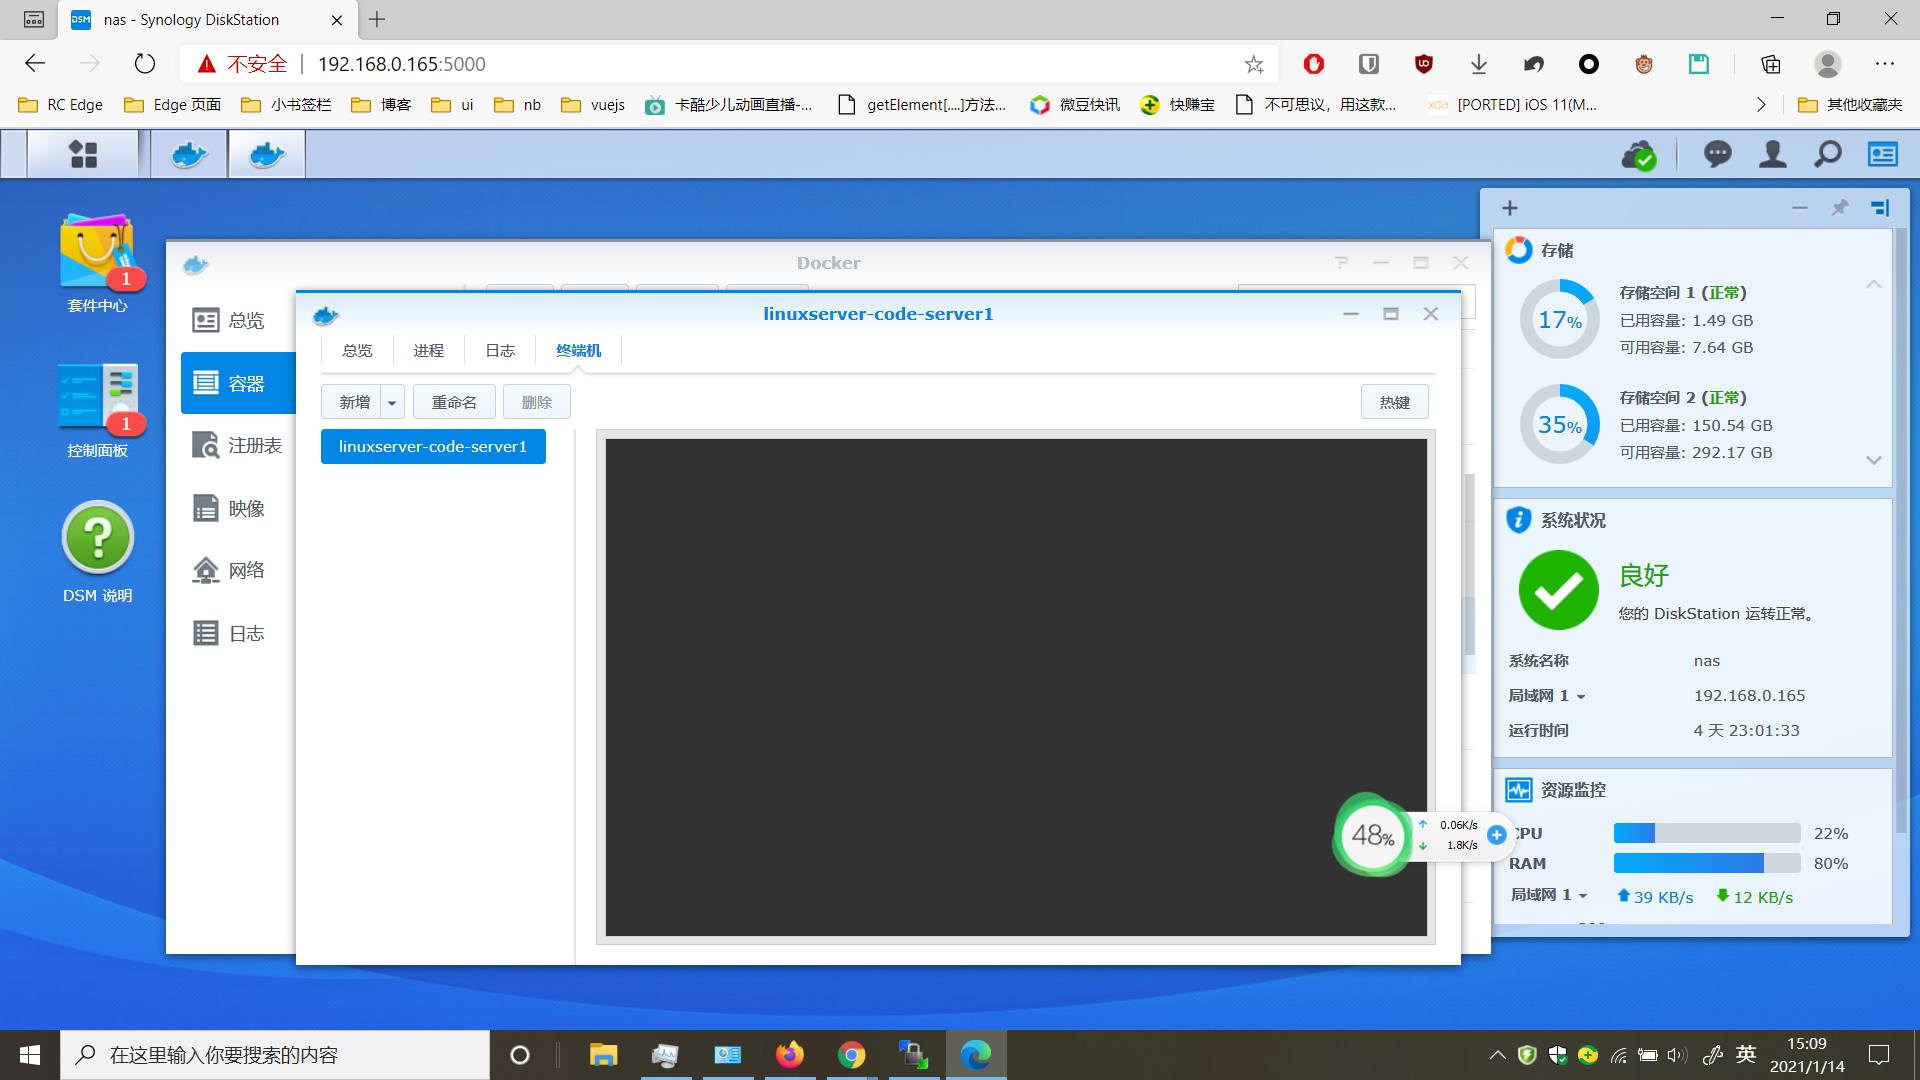 nas - Synology DiskStation
不安全
192.168.0.165:5000
RC Edge
Edge 页面
小书签栏
博客
ui
nb
vuejs
卡酷少儿动画直播-...
getElement[....]方法...
微豆快讯
快赚宝
不可思议，用这款...
[PORTED] iOS 11(M...
其他收藏夹
套件中心
1
控制面板
1
DSM 说明
Docker
总览
容器
注册表
映像
网络
日志
linuxserver-code-server1
总览
进程
日志
终端机
新增
重命名
删除
热键
linuxserver-code-server1
存储
17%
存储空间 1 (正常)
已用容量: 1.49 GB
可用容量: 7.64 GB
35%
存储空间 2 (正常)
已用容量: 150.54 GB
可用容量: 292.17 GB
系统状况
良好
您的 DiskStation 运转正常。
系统名称 nas
局域网 1 192.168.0.165
运行时间 4 天 23:01:33
资源监控
CPU 22%
RAM 80%
局域网 1 39 KB/s 12 KB/s
48%
0.06K/s
1.8K/s
在这里输入你要搜索的内容
英
15:09
2021/1/14